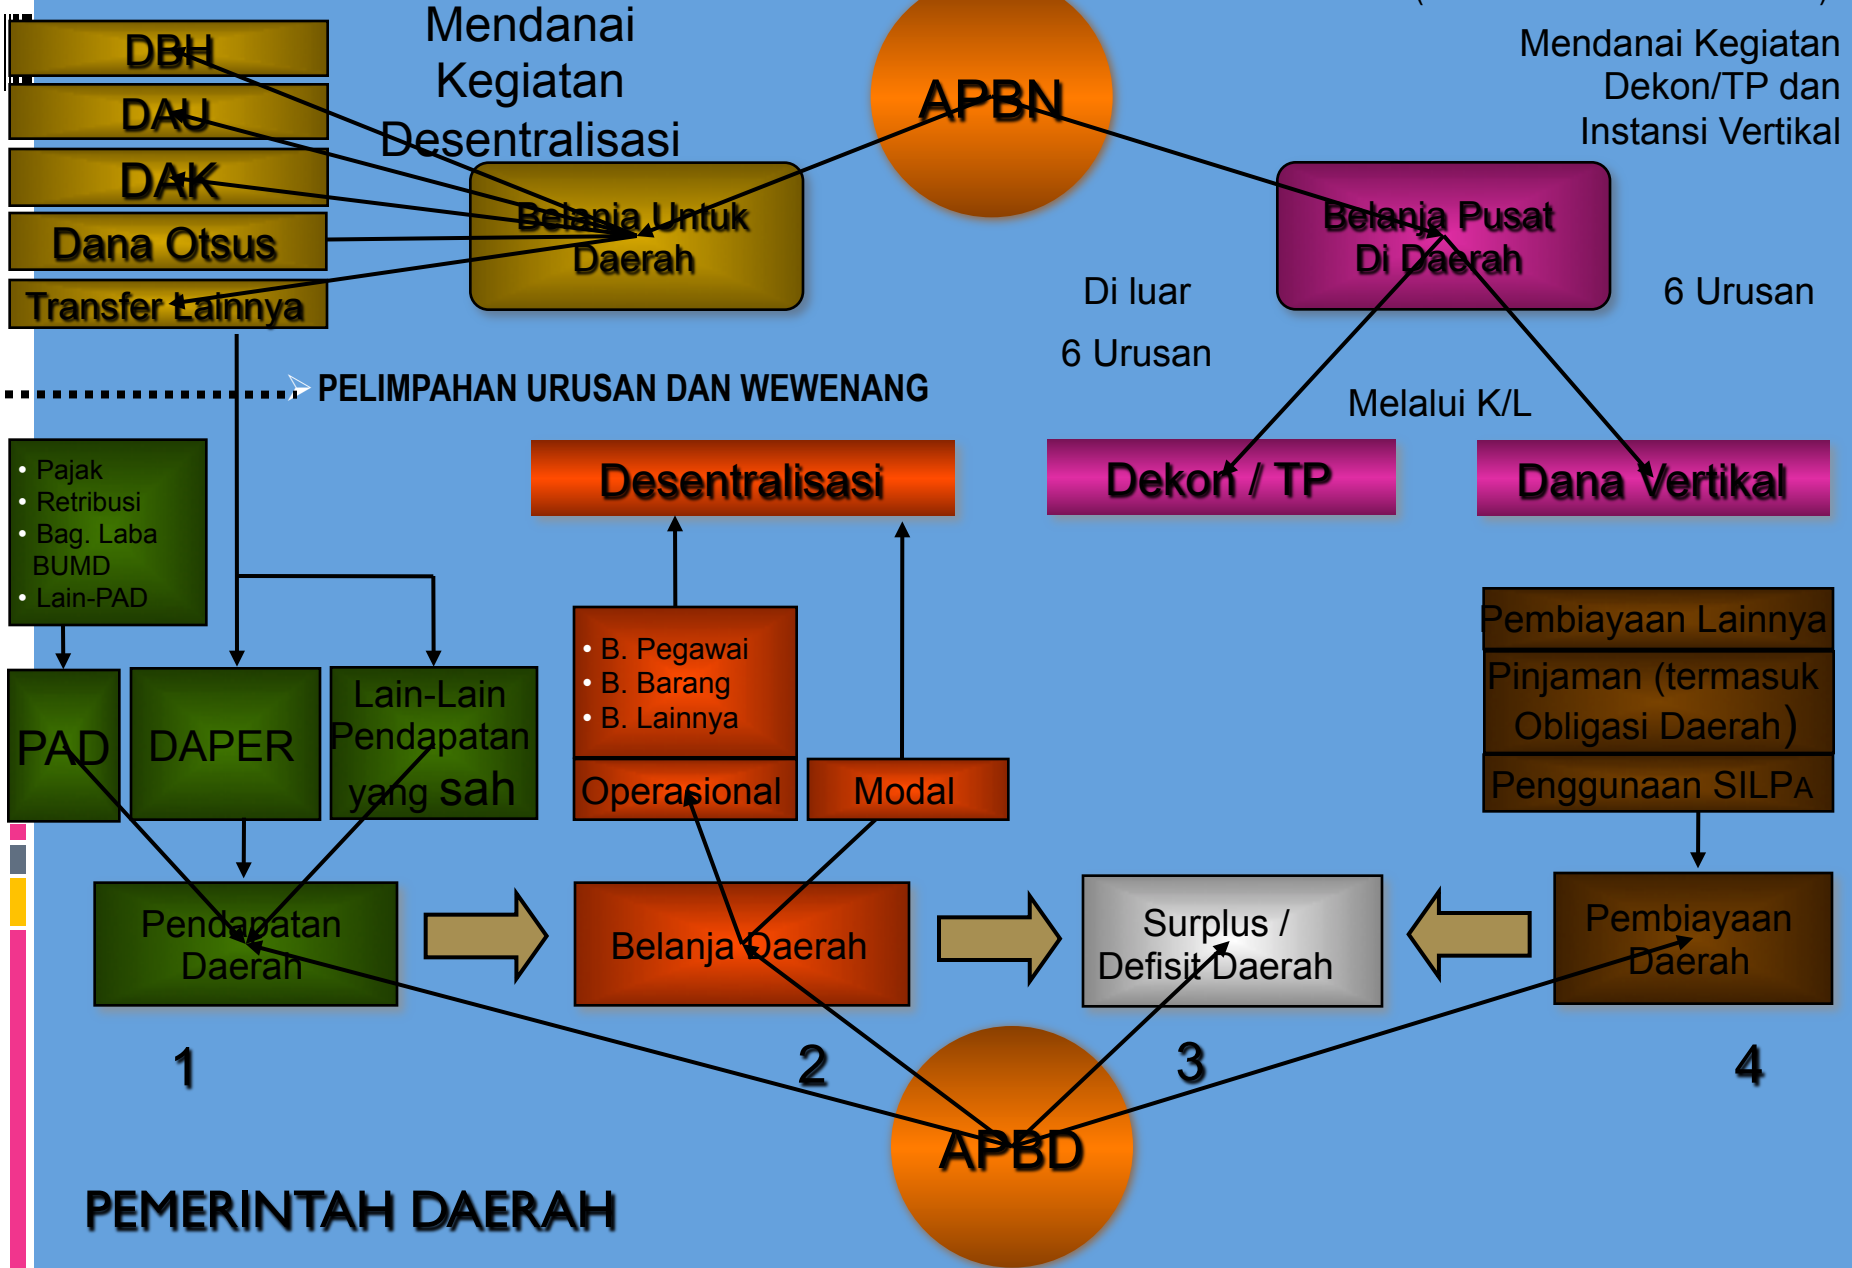 Mendanai
Kegiatan
Desentralisasi
APBN
Mendanai Kegiatan
Dekon/TP dan
Instansi Vertikal
DBH
DAU
DAK
Dana Otsus
Transfer Lainnya
Belanja Untuk
Daerah
Belanja Pusat
Di Daerah
Di luar
6 Urusan
6 Urusan
Melalui K/L
PELIMPAHAN URUSAN DAN WEWENANG
• Pajak
• Retribusi
• Bag. Laba
BUMD
• Lain-PAD
Desentralisasi
Dekon / TP
Dana Vertikal
• B. Pegawai
• B. Barang
• B. Lainnya
Operasional
Modal
Pembiayaan Lainnya
Pinjaman (termasuk
Obligasi Daerah)
Penggunaan SILPA
PAD
DAPER
Lain-Lain
Pendapatan
yang sah
Pendapatan
Daerah
Belanja Daerah
Surplus /
Defisit Daerah
Pembiayaan
Daerah
1
2
3
4
APBD
PEMERINTAH DAERAH